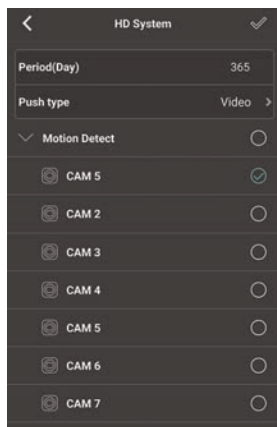 HD System
Period(Day) 365
Push type Video
Motion Detect
CAM 5
CAM 2
CAM 3
CAM 4
CAM 5
CAM 6
CAM 7